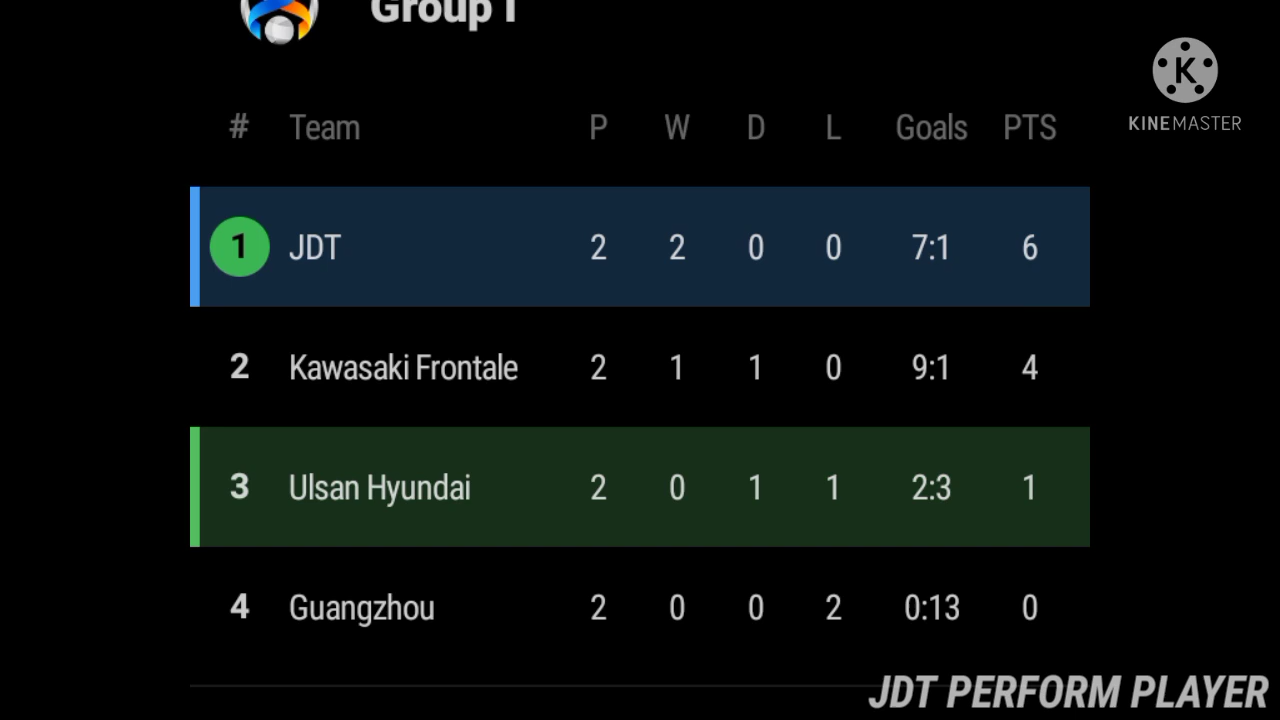 Group I
K
KINEMASTER
# Team P W D L Goals PTS
1 JDT 2 2 0 0 7:1 6
2 Kawasaki Frontale 2 1 1 0 9:1 4
3 Ulsan Hyundai 2 0 1 1 2:3 1
4 Guangzhou 2 0 0 2 0:13 0
JDT PERFORM PLAYER